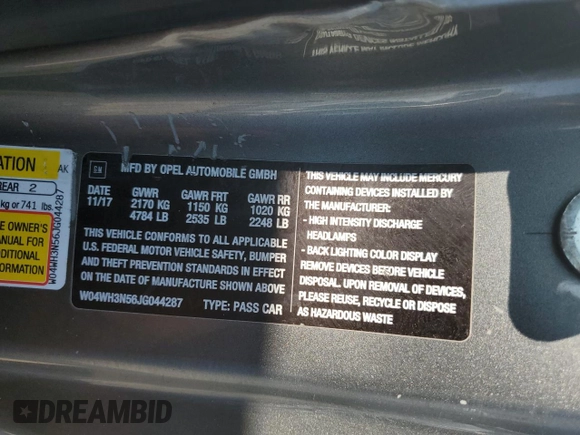 ATION
AK
REAR 2
kg or 741 lbs.
E OWNER'S
ANUAL FOR
DDITIONAL
FORMATION
W04WH3N56JG044287
GM
MFD BY OPEL AUTOMOBILE GMBH
DATE GVWR GAWR FRT GAWR RR
11/17 2170 KG 1150 KG 1020 KG
4784 LB 2535 LB 2248 LB
THIS VEHICLE CONFORMS TO ALL APPLICABLE
U.S. FEDERAL MOTOR VEHICLE SAFETY, BUMPER
AND THEFT PREVENTION STANDARDS IN EFFECT
ON THE DATE OF MANUFACTURE SHOWN ABOVE
W04WH3N56JG044287 TYPE: PASS CAR
THIS VEHICLE MAY INCLUDE MERCURY
CONTAINING DEVICES INSTALLED BY
THE MANUFACTURER:
- HIGH INTENSITY DISCHARGE
HEADLAMPS
- BACK LIGHTING COLOR DISPLAY
REMOVE DEVICES BEFORE VEHICLE
DISPOSAL. UPON REMOVAL OF DEVICES,
PLEASE REUSE, RECYCLE OR DISPOSE
AS HAZARDOUS WASTE
DREAMBID